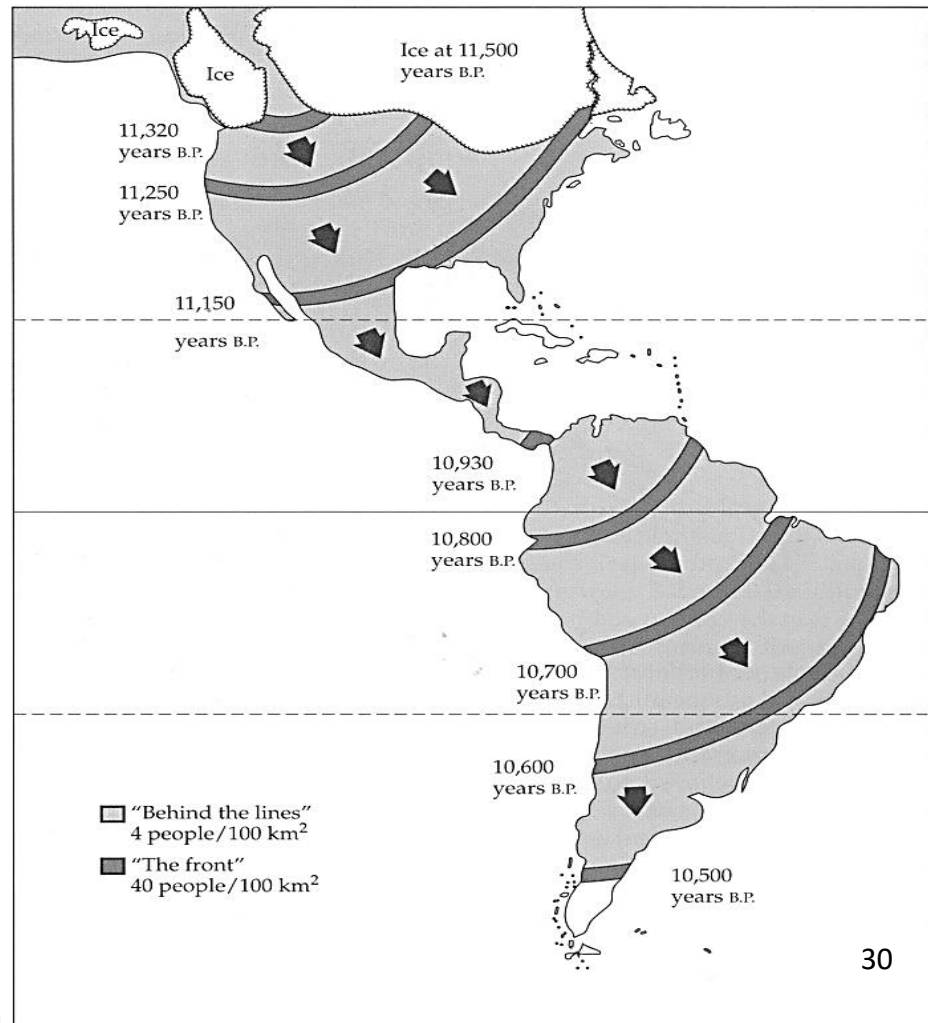 Ice
Ice
Ice at 11,500
years B.P.
11,320
years B.P.
11,250
years B.P.
11,150
years B.P.
10,930
years B.P.
10,800
years B.P.
10,700
years B.P.
10,600
years B.P.
"Behind the lines"
4 people/100 km²
"The front"
40 people/100 km²
10,500
years B.P.
30